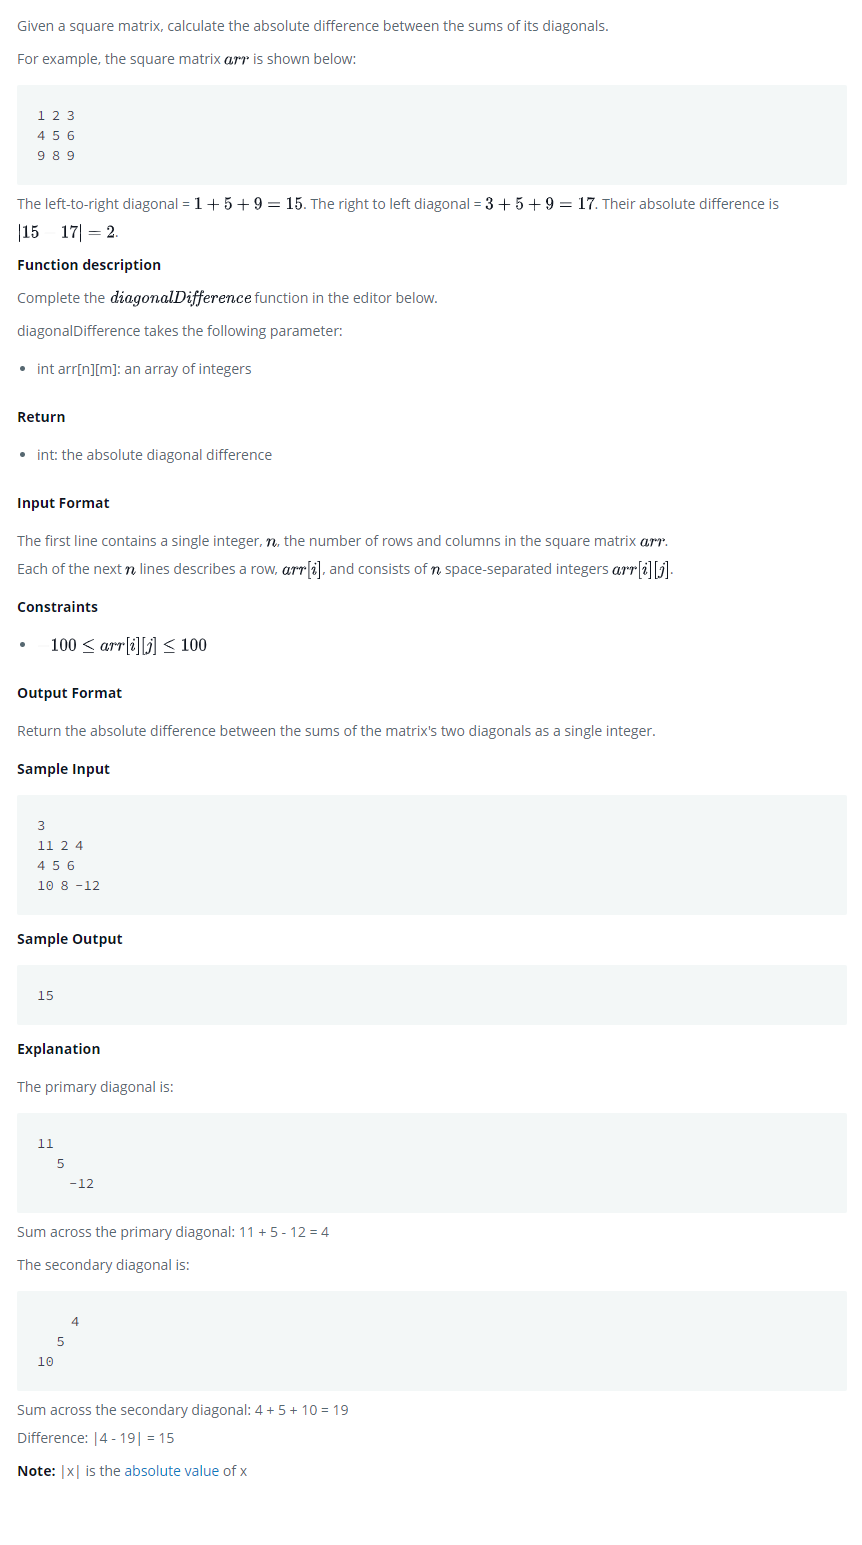 Given a square matrix, calculate the absolute difference between the sums of its diagonals.
For example, the square matrix arr is shown below:
1 2 3
4 5 6
9 8 9
The left-to-right diagonal = 1 + 5 + 9 = 15. The right to left diagonal = 3 + 5 + 9 = 17. Their absolute difference is
|15   17| = 2.
Function description
Complete the diagonalDifference function in the editor below.
diagonalDifference takes the following parameter:
• int arr[n][m]: an array of integers
Return
• int: the absolute diagonal difference
Input Format
The first line contains a single integer, n, the number of rows and columns in the square matrix arr.
Each of the next n lines describes a row, arr[i], and consists of n space-separated integers arr[i][j].
Constraints
• 100 ≤ arr[i][j] ≤ 100
Output Format
Return the absolute difference between the sums of the matrix's two diagonals as a single integer.
Sample Input
3
11 2 4
4 5 6
10 8 -12
Sample Output
15
Explanation
The primary diagonal is:
11
5
-12
Sum across the primary diagonal: 11 + 5 - 12 = 4
The secondary diagonal is:
4
5
10
Sum across the secondary diagonal: 4 + 5 + 10 = 19
Difference: |4 - 19| = 15
Note: |x| is the absolute value of x